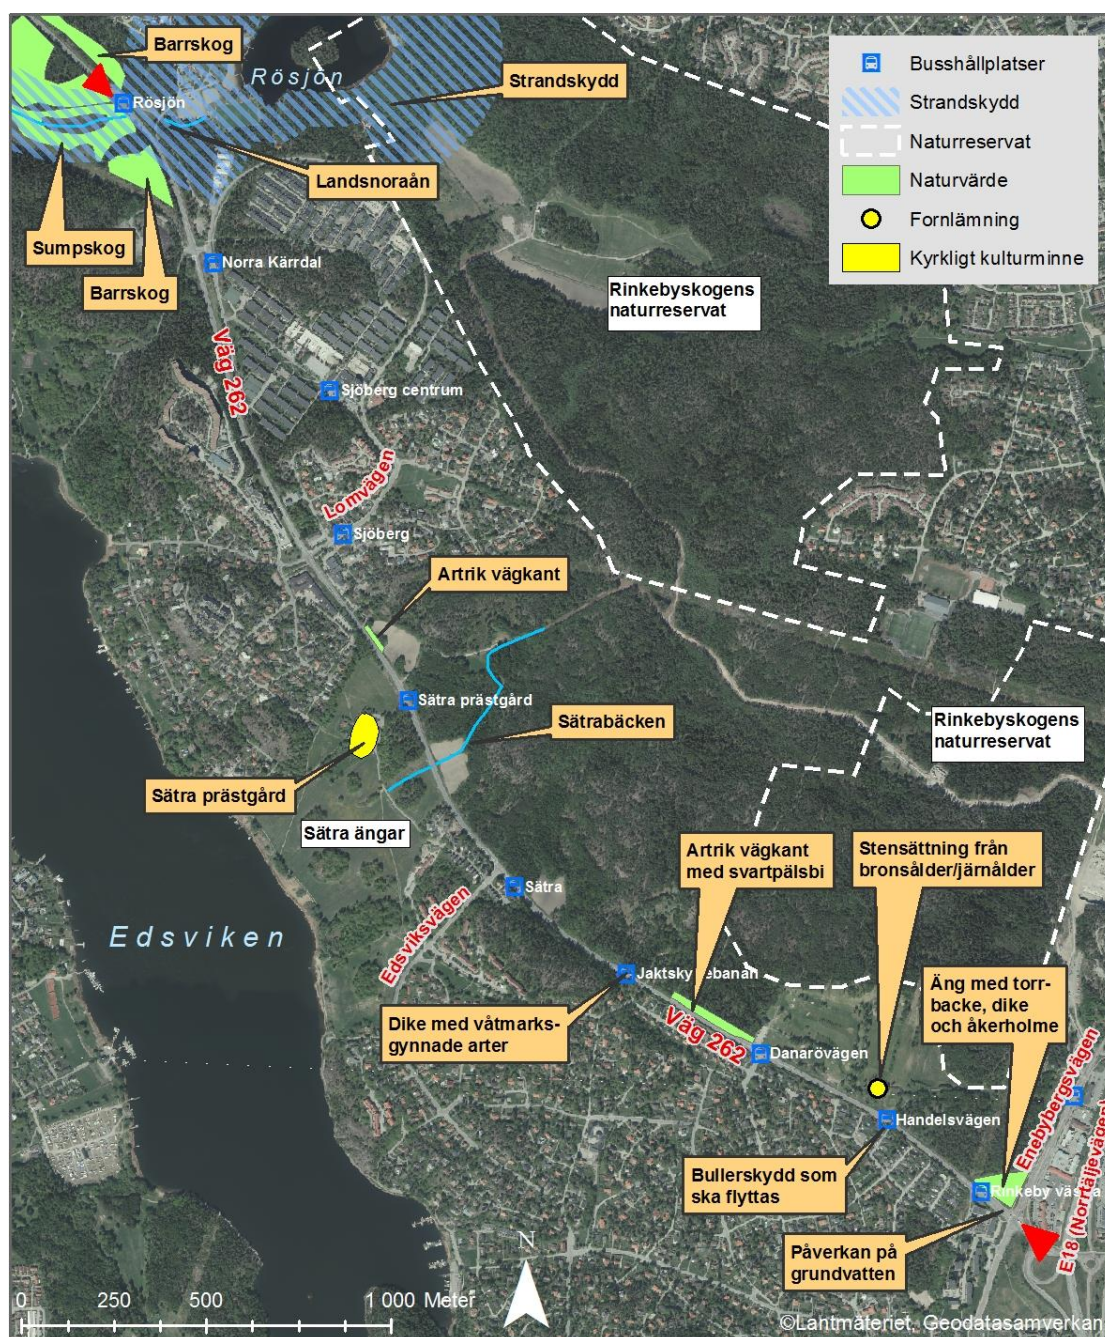 Barrskog
Rösjön
Strandskydd
Rösjön
Landsnoraån
Sumpskog
Barrskog
Norra Kärrdal
Väg 262
Sjöberg centrum
Lomvägen
Sjöberg
Busshållplatser
Strandskydd
Naturreservat
Naturvärde
Fornlämning
Kyrkligt kulturminne
Rinkebyskogens
naturreservat
Artrik vägkant
Sätra prästgård
Sätrabäcken
Sätra prästgård
Sätra ängar
Rinkebyskogens
naturreservat
Edsviken
Edsviksvägen
Sätra
Artrik vägkant
med svartpälsbi
Stensättning från
bronsålder/järnålder
Jaktskyttebanan
Dike med våtmarks-
gynnade arter
Väg 262
Danarövägen
Äng med torr-
backe, dike
och åkerholme
Handelsvägen
Enebybergsvägen
E18 (Norrtäljevägen)
Bullerskydd som
ska flyttas
Rinkeby västra
Påverkan på
grundvatten
N
0 250 500 1 000 Meter
©Lantmäteriet, Geodatasamverkan